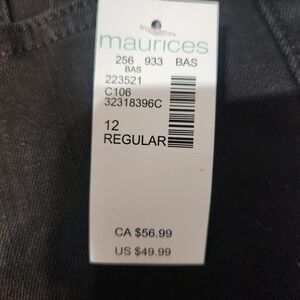 maurices
256 933 BAS
BAS
223521
C106
32318396C
12
REGULAR
CA $56.99
US $49.99